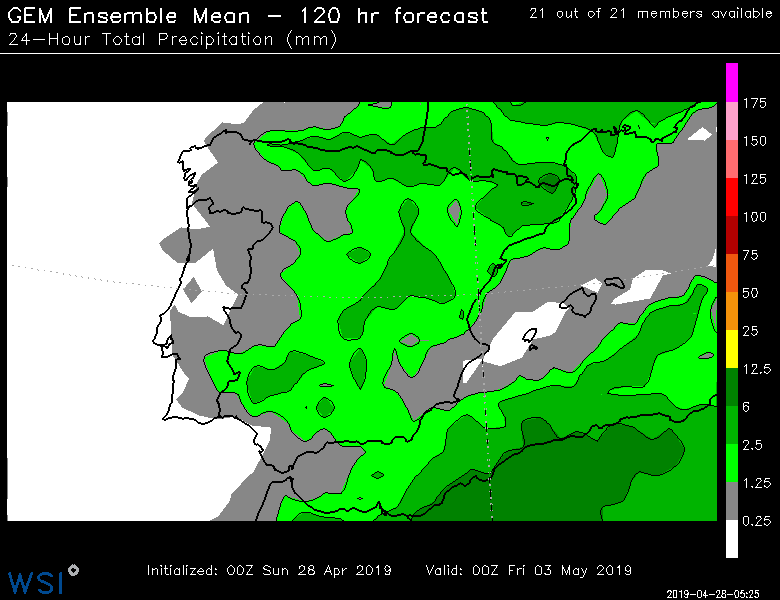 GEM Ensemble Mean - 120 hr forecast
21 out of 21 members available
24-Hour Total Precipitation (mm)
175
150
125
100
75
50
25
12.5
6
2.5
1.25
0.25
WSI
Initialized: 00Z Sun 28 Apr 2019 Valid: 00Z Fri 03 May 2019
2019-04-28-05:25